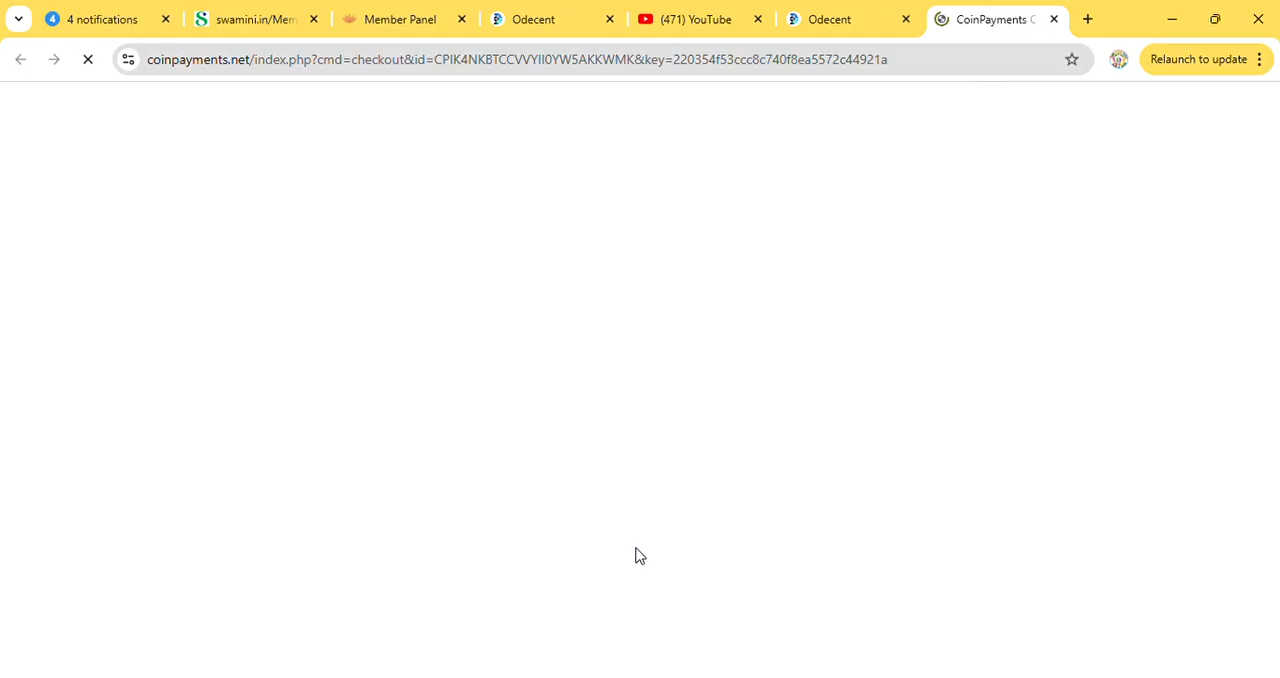 4 notifications
swamini.in/Mem
Member Panel
Odecent
(471) YouTube
Odecent
CoinPayments C
coinpayments.net/index.php?cmd=checkout&id=CPIK4NKBTCCVVYII0YW5AKKWMK&key=220354f53ccc8c740f8ea5572c44921a
Relaunch to update